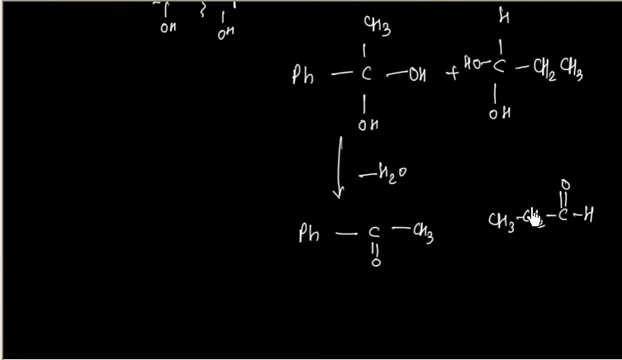 OH } OH
CH3 H
Ph — C — OH + HO — C — CH2 CH3
OH OH
— H2O
O
Ph — C — CH3 CH3 — — C — H
O